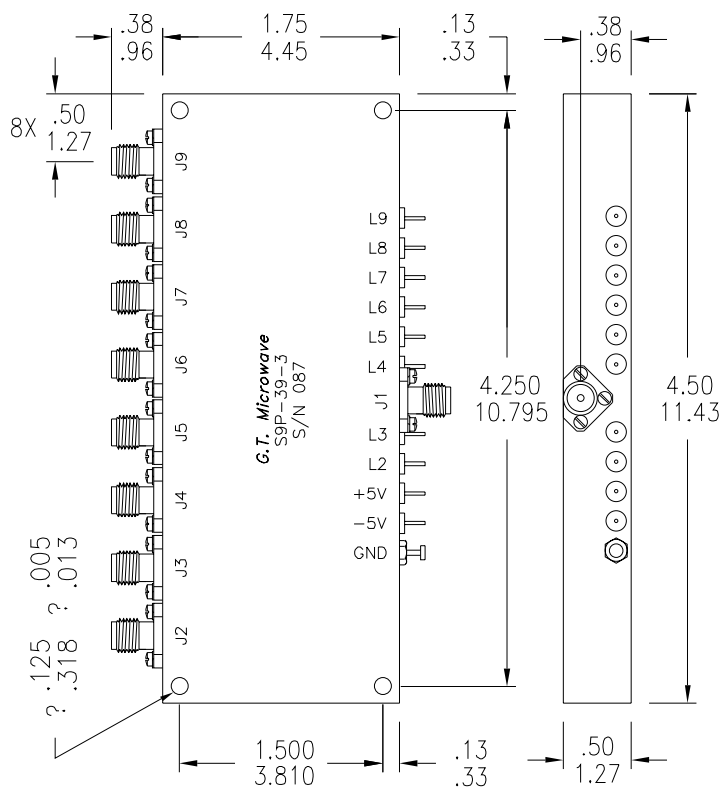 .38
.96
1.75
4.45
.13
.33
.38
.96
8X .50
1.27
J9
J8
J7
J6
J5
J4
J3
J2
G.T. Microwave
S9P-39-3
S/N 087
L9
L8
L7
L6
L5
L4
J1
L3
L2
+5V
-5V
GND
4.250
10.795
4.50
11.43
? .125 ? .005
.318 .013
1.500
3.810
.13
.33
.50
1.27